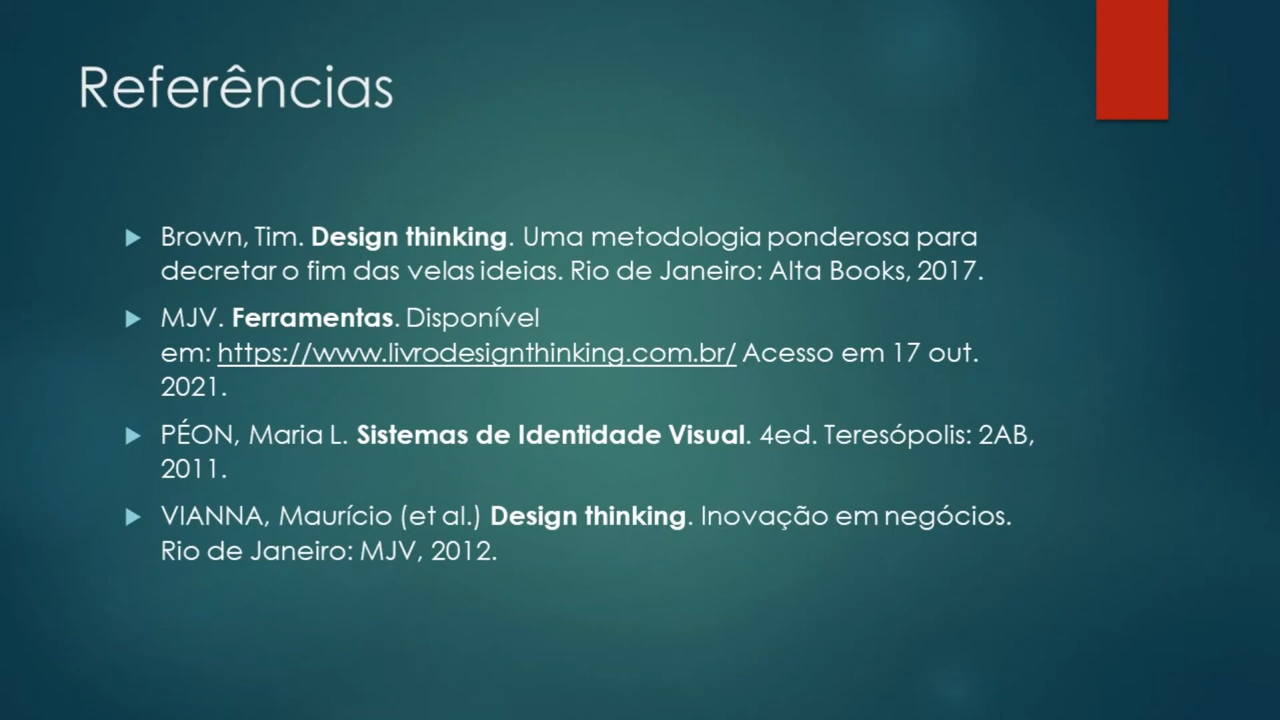 Referências
Brown, Tim. Design thinking. Uma metodologia ponderosa para
decretar o fim das velas ideias. Rio de Janeiro: Alta Books, 2017.
MJV. Ferramentas. Disponível
em: https://www.livrodesignthinking.com.br/ Acesso em 17 out.
2021.
PÉON, Maria L. Sistemas de Identidade Visual. 4ed. Teresópolis: 2AB,
2011.
VIANNA, Maurício (et al.) Design thinking. Inovação em negócios.
Rio de Janeiro: MJV, 2012.